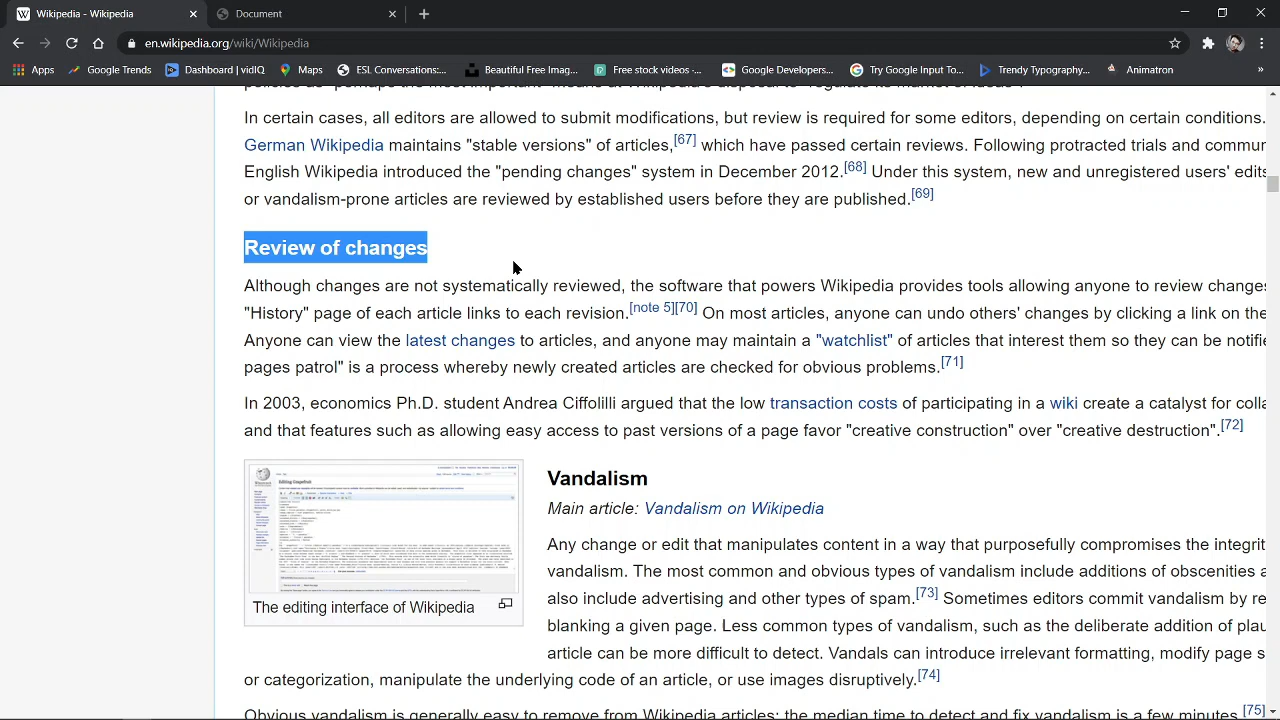 Wikipedia - Wikipedia
Document
en.wikipedia.org/wiki/Wikipedia
Apps Google Trends Dashboard | vidIQ Maps ESL Conversations... Beautiful Free Imag... Free stock videos -... Google Developers... Try Google Input To... Trendy Typography... Animatron »
In certain cases, all editors are allowed to submit modifications, but review is required for some editors, depending on certain conditions.
German Wikipedia maintains "stable versions" of articles,[67] which have passed certain reviews. Following protracted trials and commun
English Wikipedia introduced the "pending changes" system in December 2012.[68] Under this system, new and unregistered users' edits
or vandalism-prone articles are reviewed by established users before they are published.[69]
Review of changes
Although changes are not systematically reviewed, the software that powers Wikipedia provides tools allowing anyone to review changes
"History" page of each article links to each revision.[note 5][70] On most articles, anyone can undo others' changes by clicking a link on the
Anyone can view the latest changes to articles, and anyone may maintain a "watchlist" of articles that interest them so they can be notifie
pages patrol" is a process whereby newly created articles are checked for obvious problems.[71]
In 2003, economics Ph.D. student Andrea Ciffolilli argued that the low transaction costs of participating in a wiki create a catalyst for colla
and that features such as allowing easy access to past versions of a page favor "creative construction" over "creative destruction".[72]
The editing interface of Wikipedia
Vandalism
Main article: Vandalism on Wikipedia
Any change or edit that manipulates content in a way that purposefully compromises the integri
vandalism. The most common and obvious types of vandalism include additions of obscenities a
also include advertising and other types of spam.[73] Sometimes editors commit vandalism by re
blanking a given page. Less common types of vandalism, such as the deliberate addition of plau
article can be more difficult to detect. Vandals can introduce irrelevant formatting, modify page s
or categorization, manipulate the underlying code of an article, or use images disruptively.[74]
Obvious vandalism is generally easy to remove from Wikipedia articles; the median time to detect and fix vandalism is a few minutes.[75]